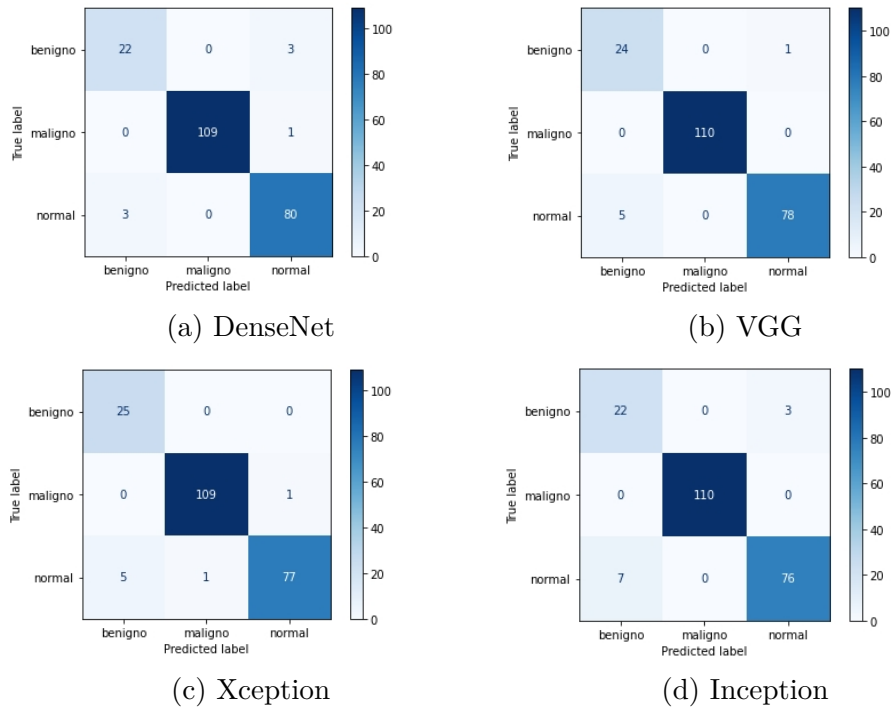 benigno 22 0 3
maligno 0 109 1
normal 3 0 80
benigno maligno normal
Predicted label
True label
100
80
60
40
20
0
(a) DenseNet
benigno 24 0 1
maligno 0 110 0
normal 5 0 78
benigno maligno normal
Predicted label
True label
100
80
60
40
20
0
(b) VGG
benigno 25 0 0
maligno 0 109 1
normal 5 1 77
benigno maligno normal
Predicted label
True label
100
80
60
40
20
0
(c) Xception
benigno 22 0 3
maligno 0 110 0
normal 7 0 76
benigno maligno normal
Predicted label
True label
100
80
60
40
20
0
(d) Inception